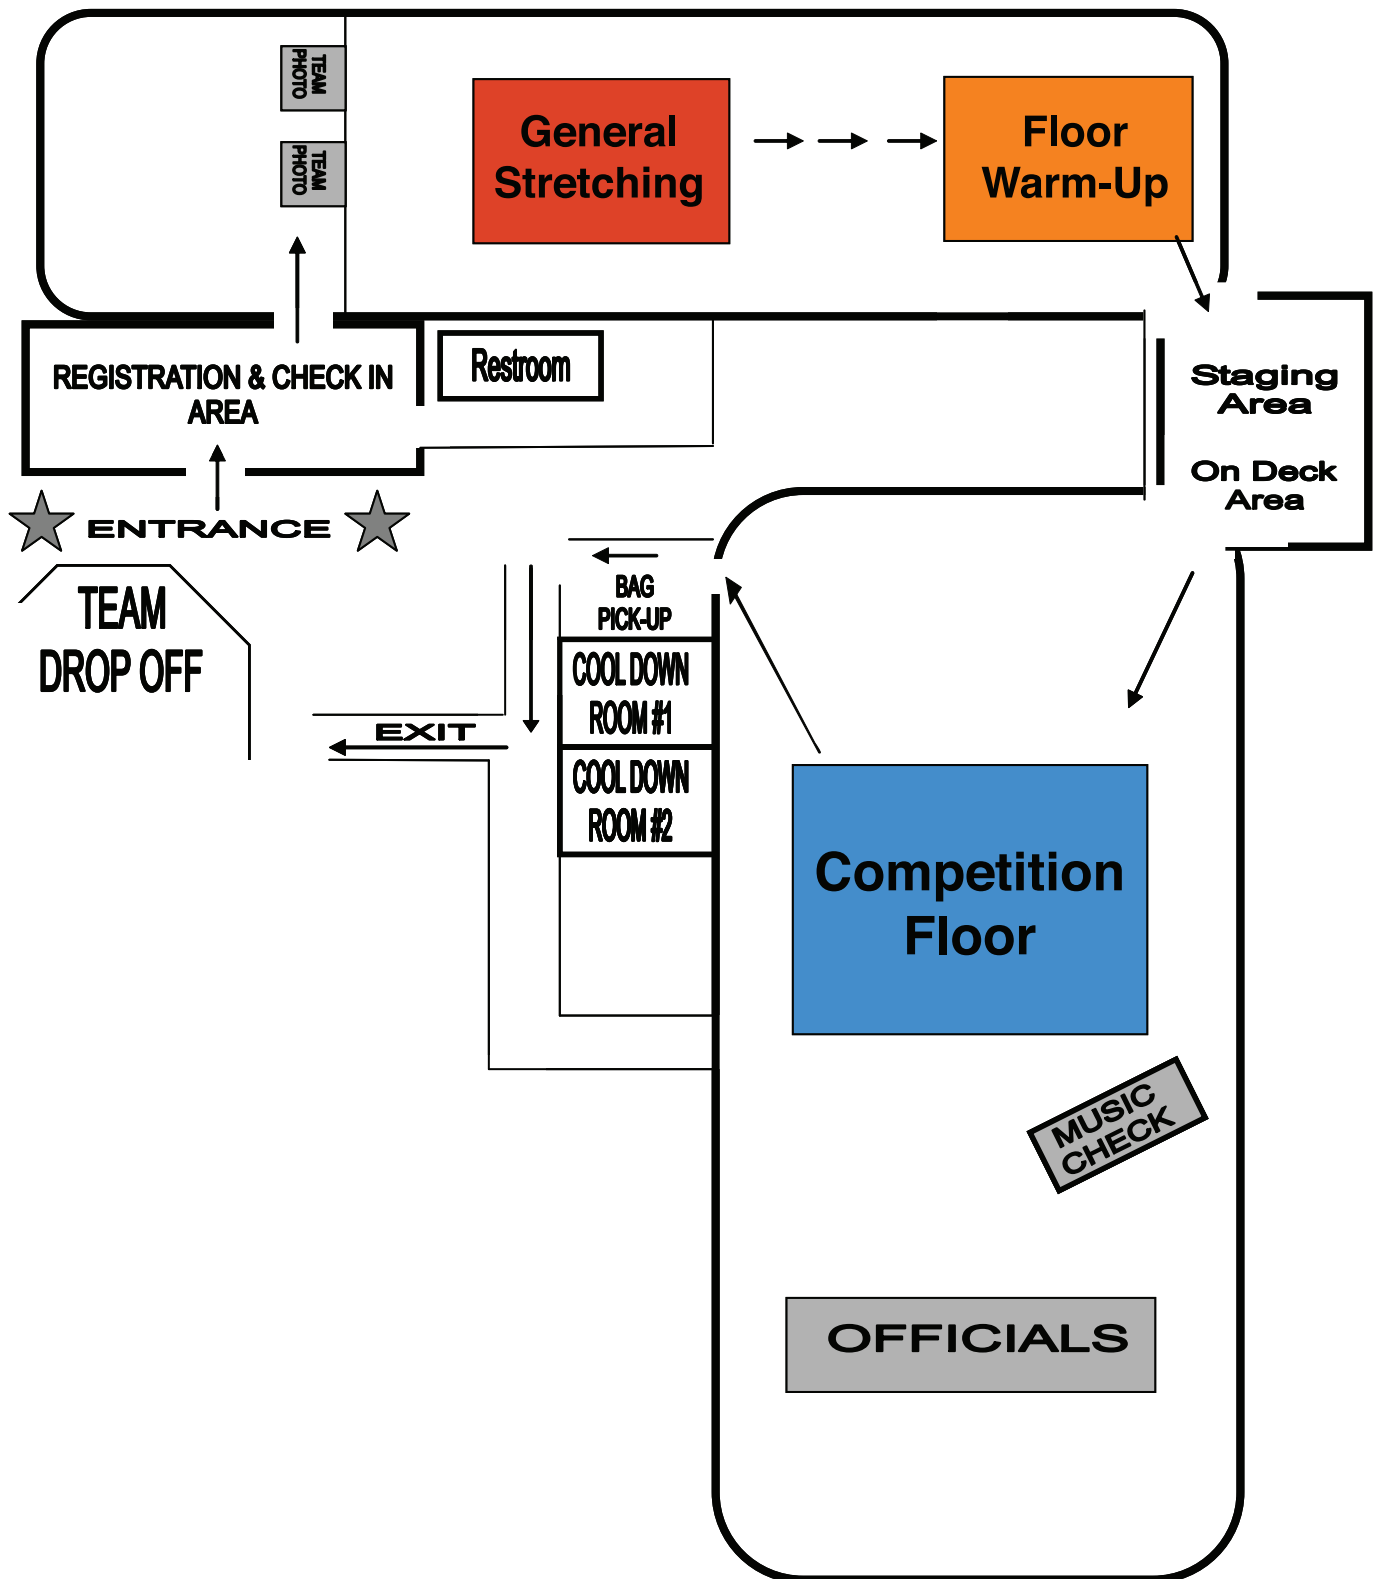 TEAM
PHOTO
TEAM
PHOTO
General
Stretching
Floor
Warm-Up
REGISTRATION & CHECK IN
AREA
Restroom
Staging
Area
On Deck
Area
ENTRANCE
TEAM
DROP OFF
BAG
PICK-UP
COOL DOWN
ROOM #1
EXIT
COOL DOWN
ROOM #2
Competition
Floor
MUSIC
CHECK
OFFICIALS